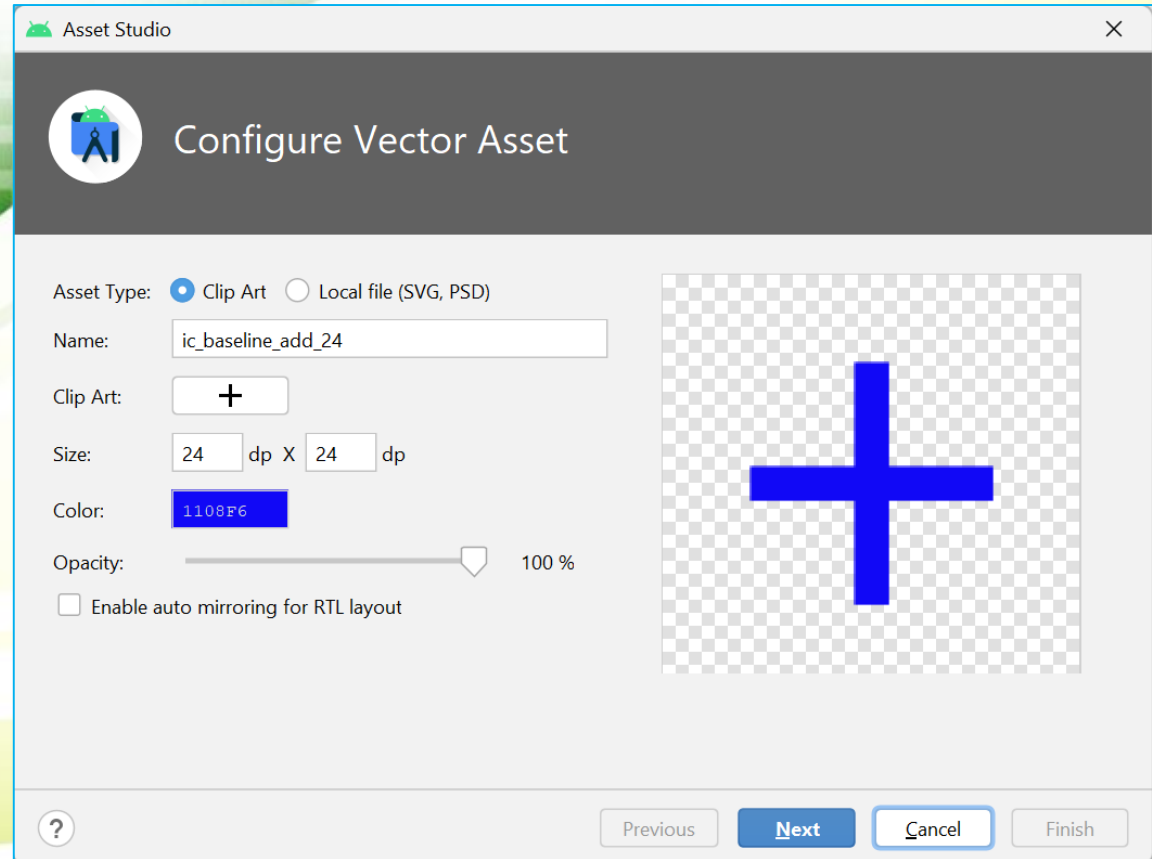 Asset Studio
Configure Vector Asset
Asset Type: Clip Art Local file (SVG, PSD)
Name: ic_baseline_add_24
Clip Art:
Size: 24 dp X 24 dp
Color: 1108F6
Opacity: 100 %
Enable auto mirroring for RTL layout
? Previous Next Cancel Finish